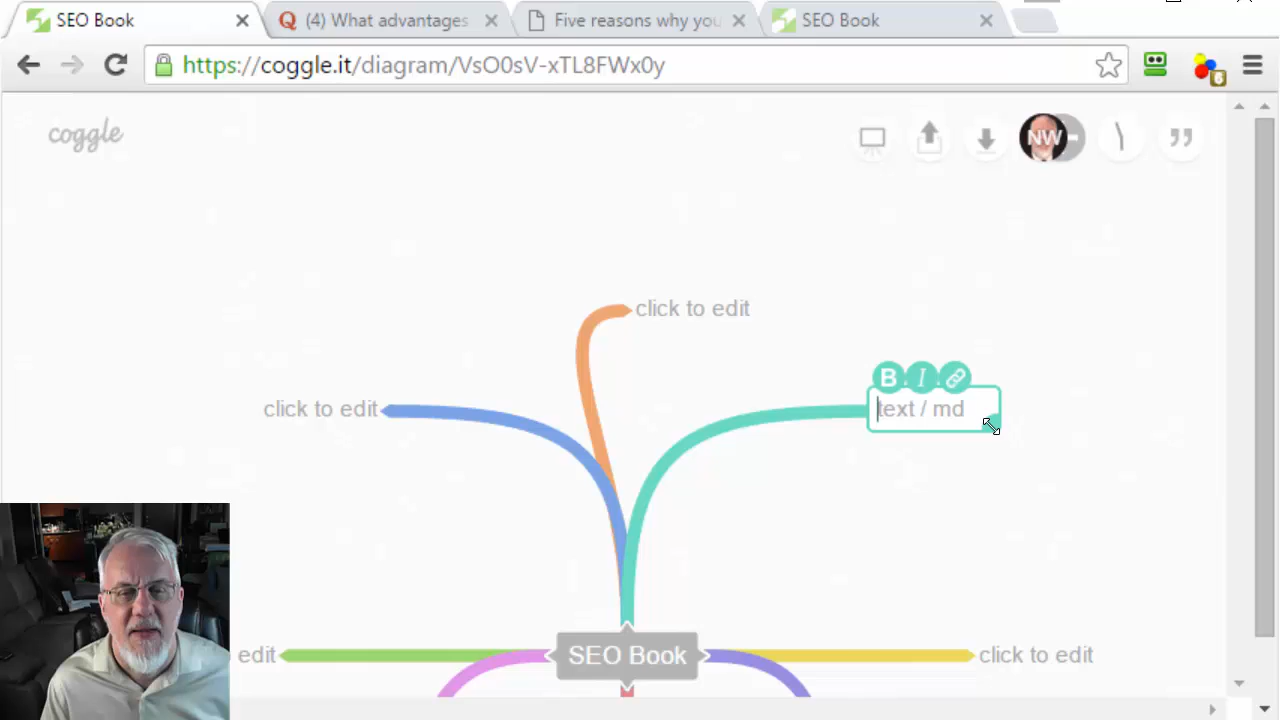 SEO Book
(4) What advantages
Five reasons why you
SEO Book
https://coggle.it/diagram/VsO0sV-xTL8FWx0y
6
coggle
NW
click to edit
B I
click to edit
text / md
edit
SEO Book
click to edit